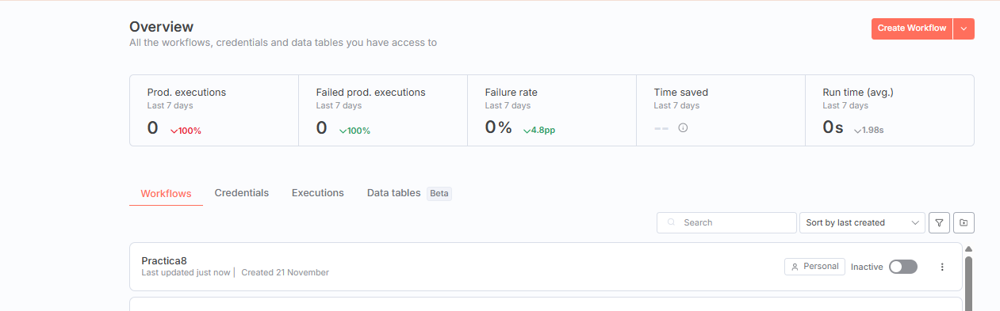 Overview
Create Workflow
All the workflows, credentials and data tables you have access to
Prod. executions
Last 7 days
0 100%
Failed prod. executions
Last 7 days
0 100%
Failure rate
Last 7 days
0% 4.8pp
Time saved
Last 7 days
--
Run time (avg.)
Last 7 days
0s 1.98s
Workflows Credentials Executions Data tables Beta
Search Sort by last created
Practica8
Last updated just now | Created 21 November
Personal Inactive